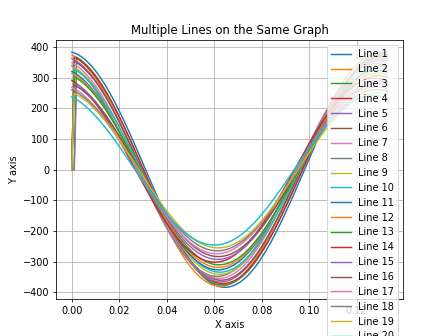 Multiple Lines on the Same Graph
400
300
200
100
0
−100
−200
−300
−400
Y axis
0.00
0.02
0.04
0.06
0.08
0.10
X axis
Line 1
Line 2
Line 3
Line 4
Line 5
Line 6
Line 7
Line 8
Line 9
Line 10
Line 11
Line 12
Line 13
Line 14
Line 15
Line 16
Line 17
Line 18
Line 19
Line 20